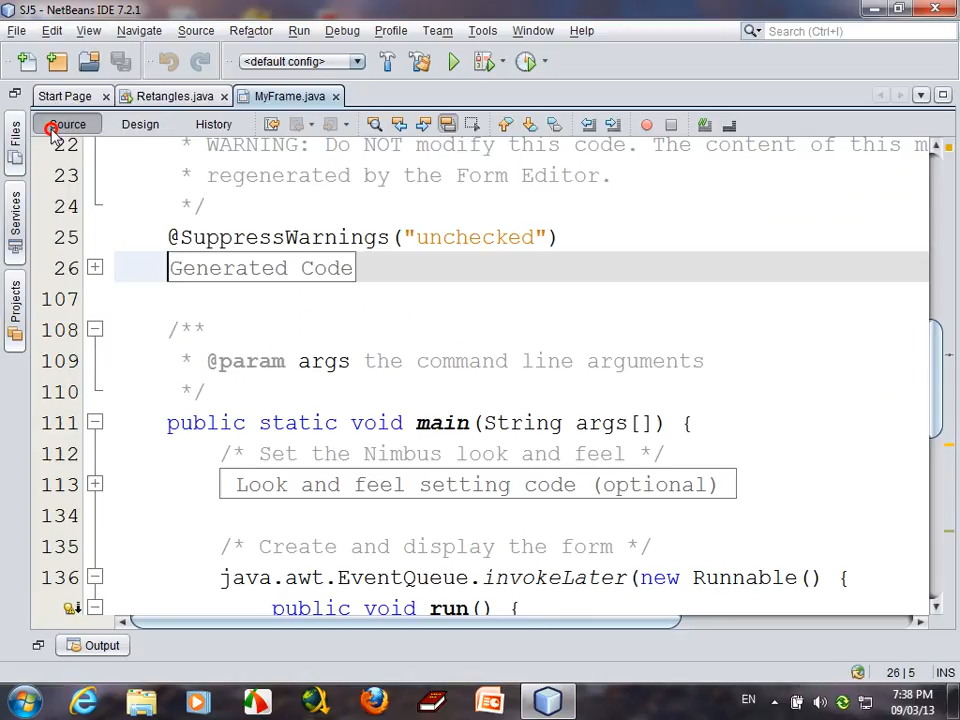 SJ5 - NetBeans IDE 7.2.1
File Edit View Navigate Source Refactor Run Debug Profile Team Tools Window Help
Search (Ctrl+I)
<default config>
Start Page Retangles.java MyFrame.java
Source Design History
22 * WARNING: Do NOT modify this code. The content of this m
23 * regenerated by the Form Editor.
24 */
25 @SuppressWarnings("unchecked")
26 Generated Code
107
108 /**
109 * @param args the command line arguments
110 */
111 public static void main(String args[]) {
112 /* Set the Nimbus look and feel */
113 Look and feel setting code (optional)
134
135 /* Create and display the form */
136 java.awt.EventQueue.invokeLater(new Runnable() {
public void run() {
Files
Services
Projects
Output
26 | 5 INS
EN 7:38 PM
09/03/13